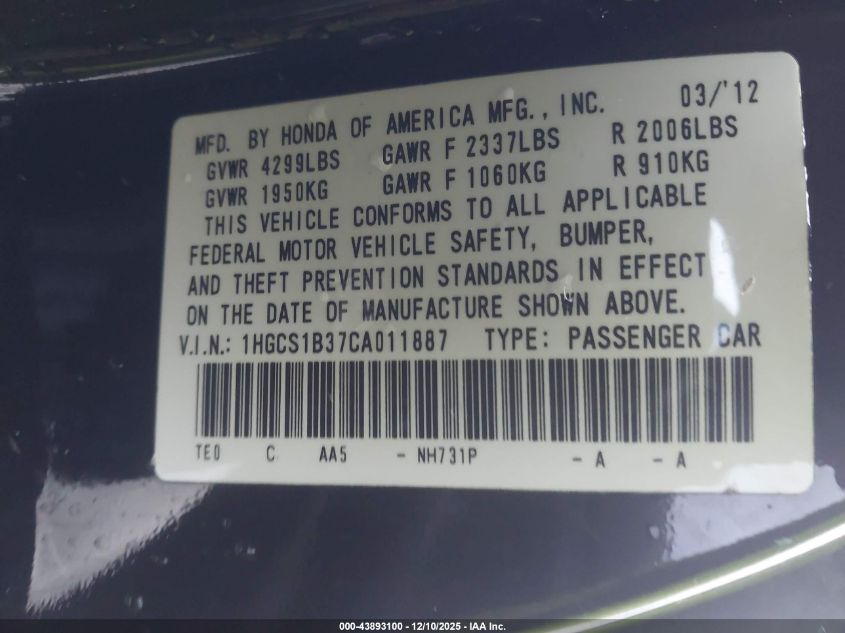 MFD. BY HONDA OF AMERICA MFG., INC. 03/'12
GVWR 4299LBS GAWR F 2337LBS R 2006LBS
GVWR 1950KG GAWR F 1060KG R 910KG
THIS VEHICLE CONFORMS TO ALL APPLICABLE
FEDERAL MOTOR VEHICLE SAFETY, BUMPER,
AND THEFT PREVENTION STANDARDS IN EFFECT
ON THE DATE OF MANUFACTURE SHOWN ABOVE.
V.I.N.: 1HGCS1B37CA011887 TYPE: PASSENGER CAR
TE0 C AA5 - NH731P - A - A
000-43893100 - 12/10/2025 - IAA Inc.